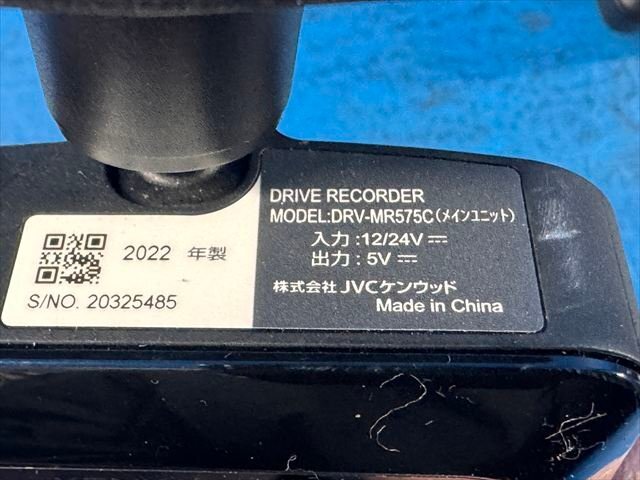 DRIVE RECORDER
MODEL:DRV-MR575C(メインユニット)
入力:12/24V⎓
出力:5V⎓
株式会社JVCケンウッド
Made in China
2022 年製
S/NO. 20325485